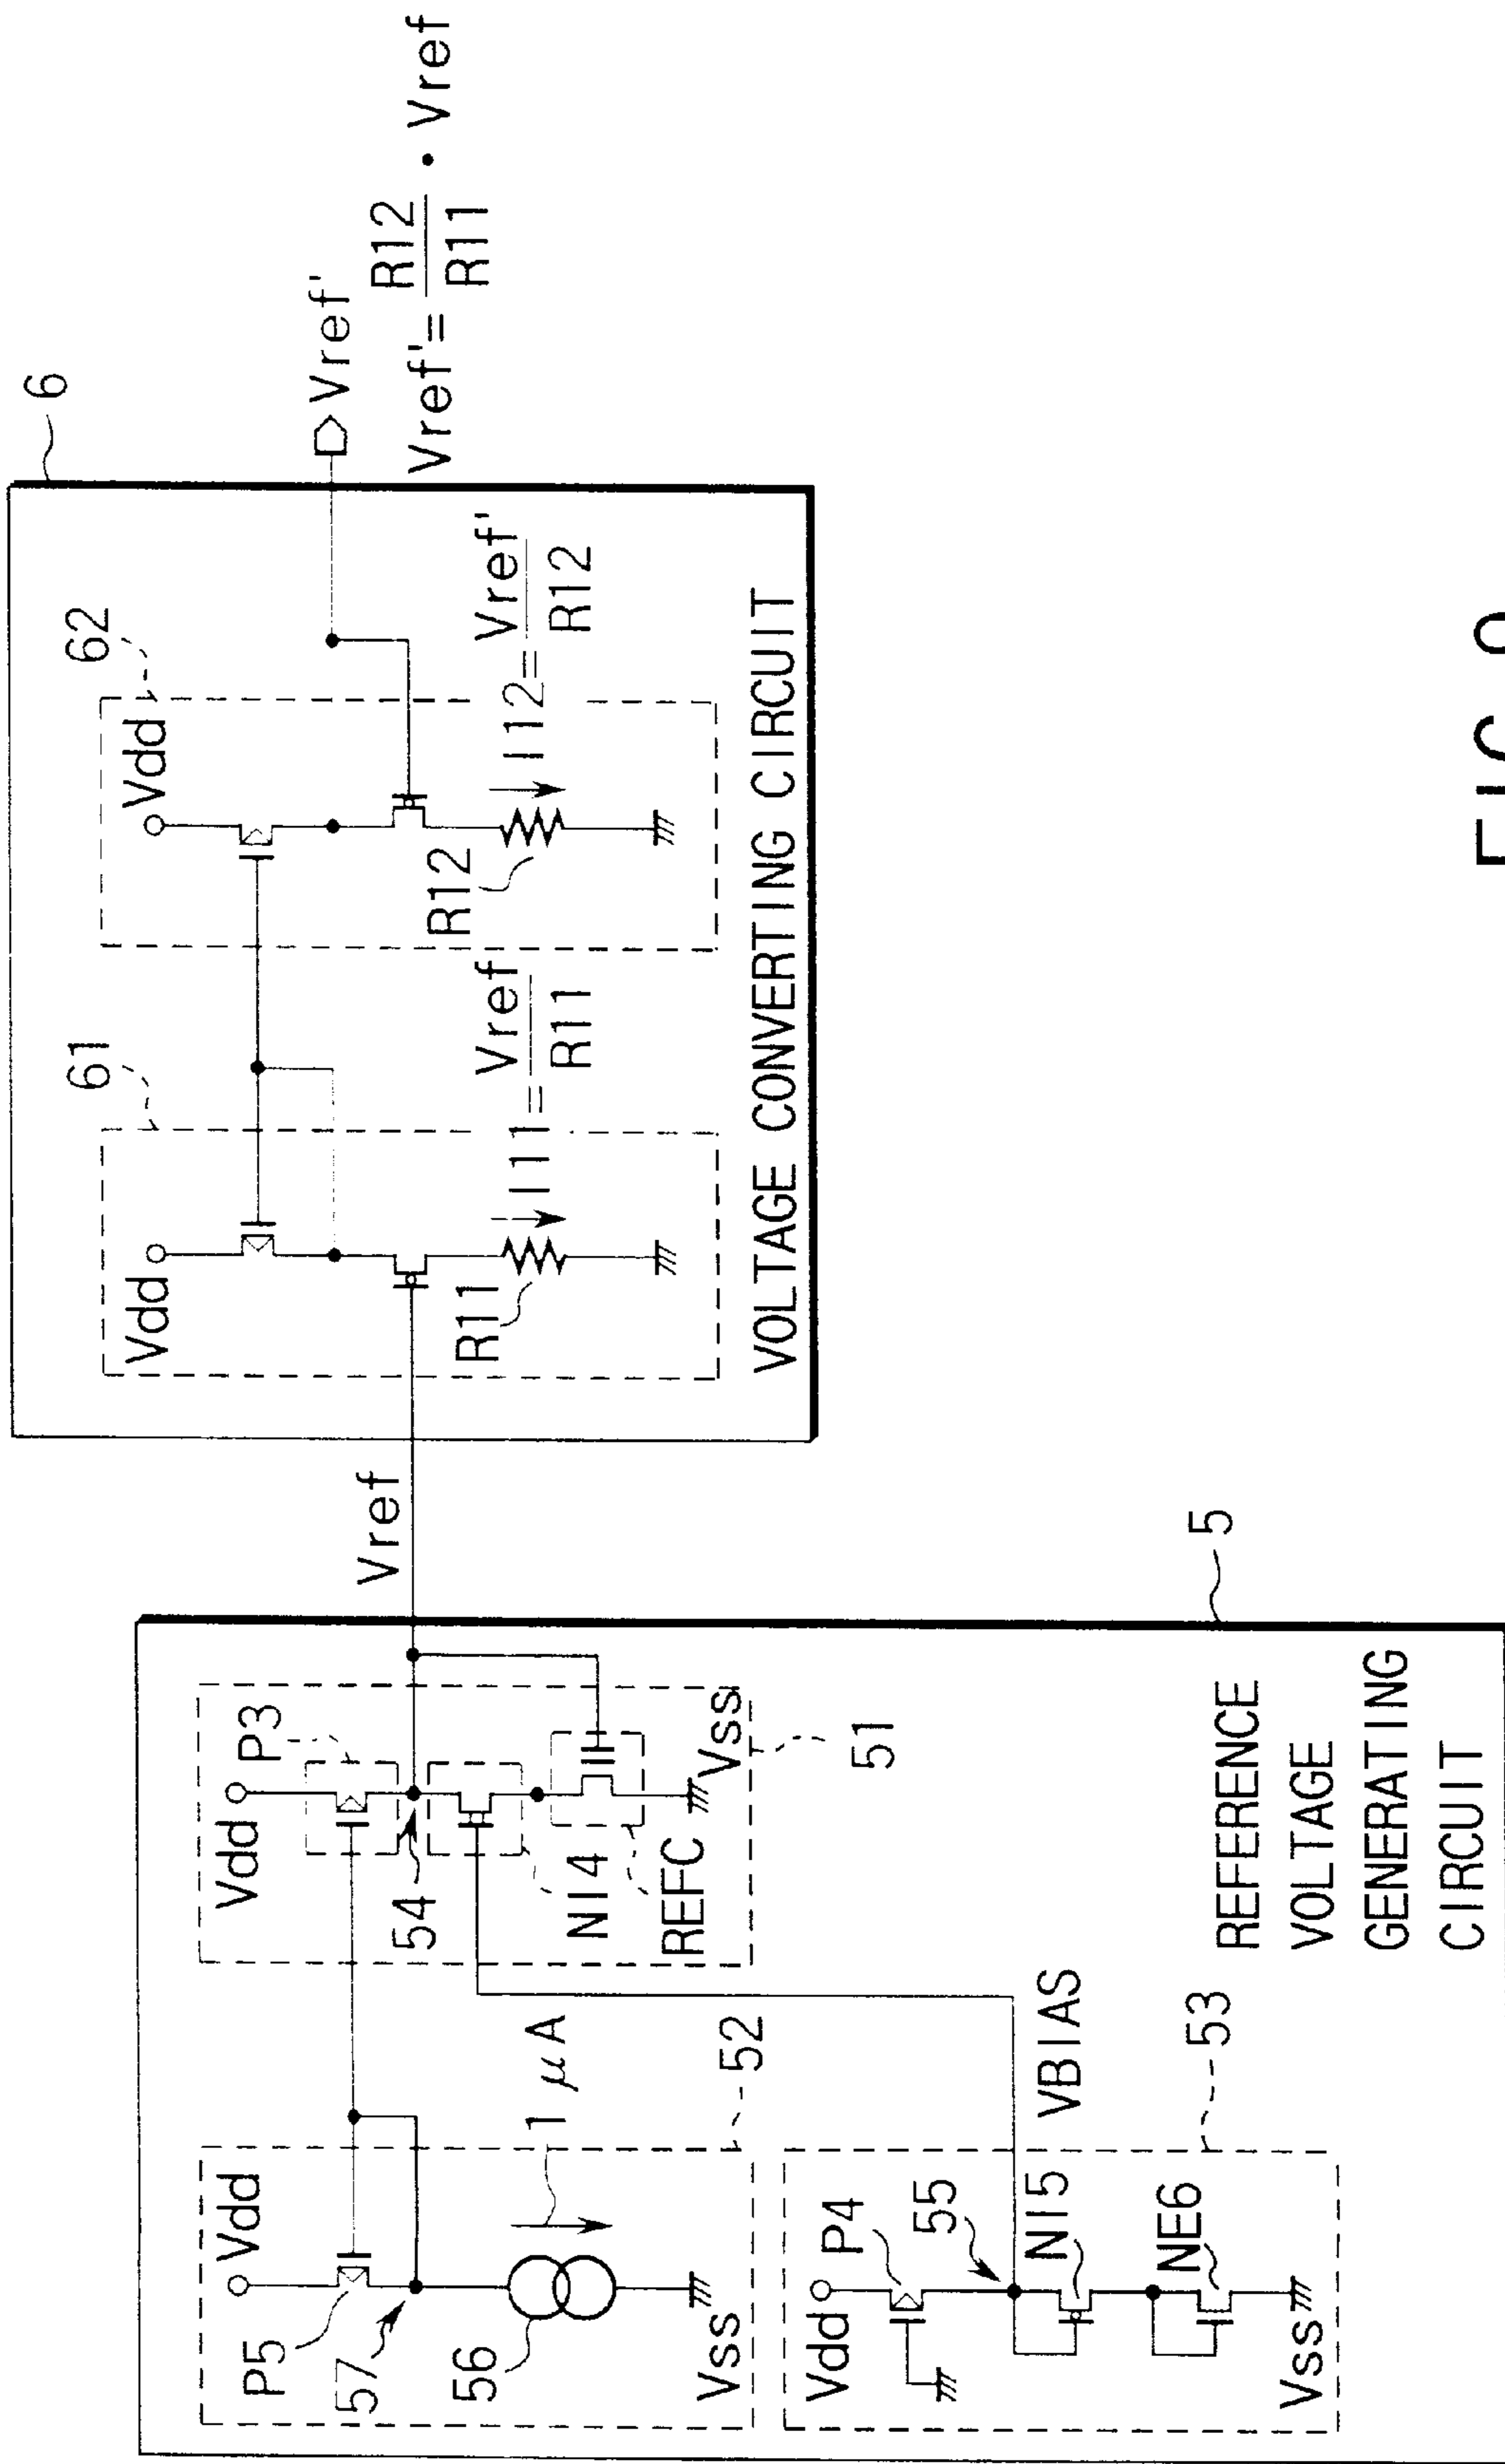 6
61
62
Vdd
Vdd
Vref'
Vref'= R12/R11 · Vref
R11
I11= Vref/R11
R12
I12= Vref'/R12
VOLTAGE CONVERTING CIRCUIT
Vref
5
Vdd
P5
57
56
Vss
1 μA
52
Vdd
P3
54
NI4
REFC
Vss
51
Vdd
P4
55
NI5
NE6
Vss
VBIAS
53
REFERENCE
VOLTAGE
GENERATING
CIRCUIT